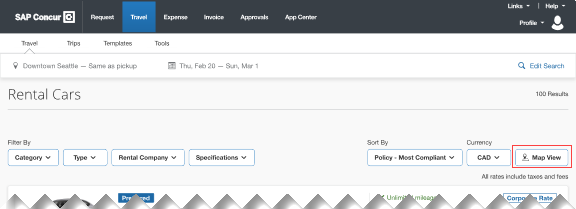 Links Help
SAP Concur C Request Travel Expense Invoice Approvals App Center
Profile
Travel Trips Templates Tools
Downtown Seattle — Same as pickup Thu, Feb 20 — Sun, Mar 1 Edit Search
Rental Cars 100 Results
Filter By Sort By Currency
Category Type Rental Company Specifications Policy - Most Compliant CAD Map View
All rates include taxes and fees
Preferred Unlimited mileage Corporate Rate